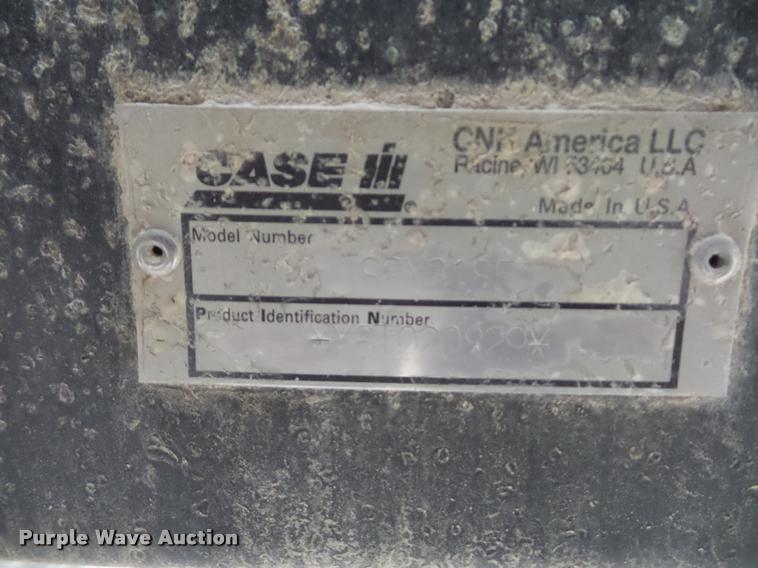 CNH America LLC
CASE IH
Racine, WI 53404 U.S.A
Made In U.S.A
Model Number
Product Identification Number
Purple Wave Auction